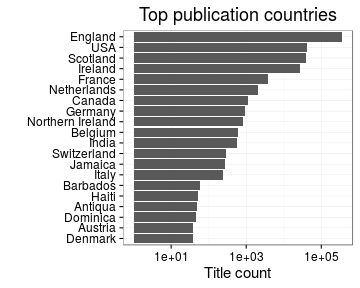 Top publication countries
England
USA
Scotland
Ireland
France
Netherlands
Canada
Germany
Northern Ireland
Belgium
India
Switzerland
Jamaica
Italy
Barbados
Haiti
Antiqua
Dominica
Austria
Denmark
1e+01 1e+03 1e+05
Title count